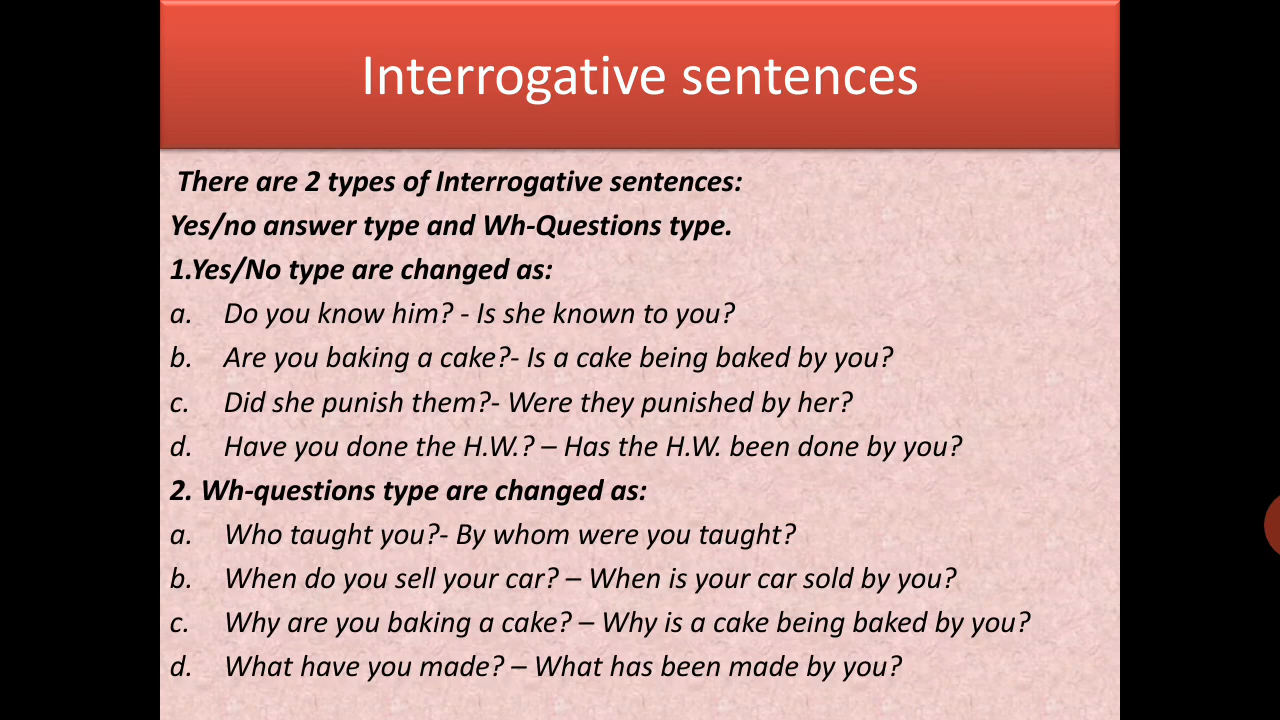 Interrogative sentences
There are 2 types of Interrogative sentences:
Yes/no answer type and Wh-Questions type.
1.Yes/No type are changed as:
a. Do you know him? - Is she known to you?
b. Are you baking a cake?- Is a cake being baked by you?
c. Did she punish them?- Were they punished by her?
d. Have you done the H.W.? – Has the H.W. been done by you?
2. Wh-questions type are changed as:
a. Who taught you?- By whom were you taught?
b. When do you sell your car? – When is your car sold by you?
c. Why are you baking a cake? – Why is a cake being baked by you?
d. What have you made? – What has been made by you?